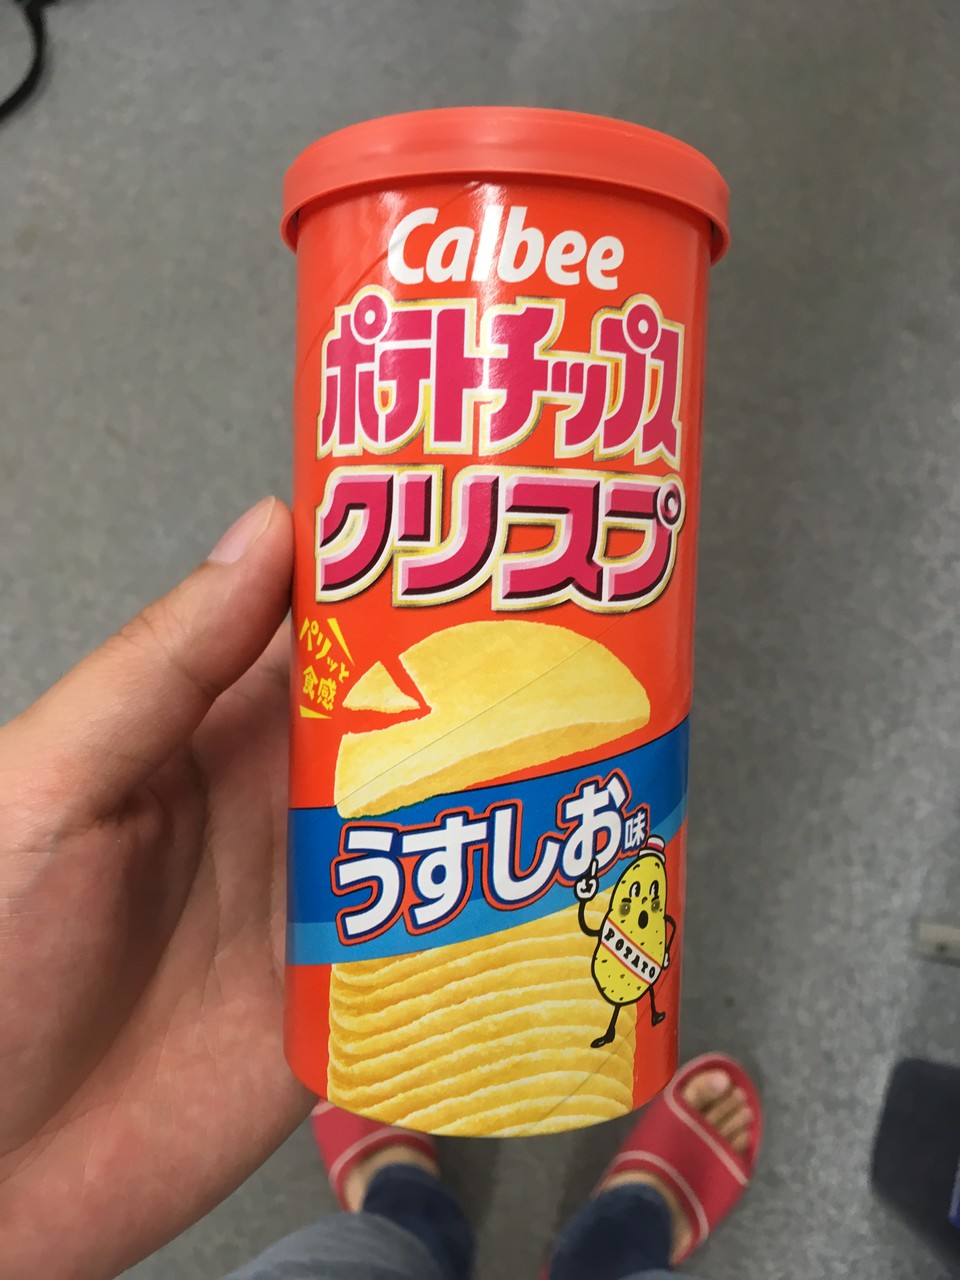 Calbee
ポテトチップス
クリスプ
パリッと
食感
うすしお味
POTATO